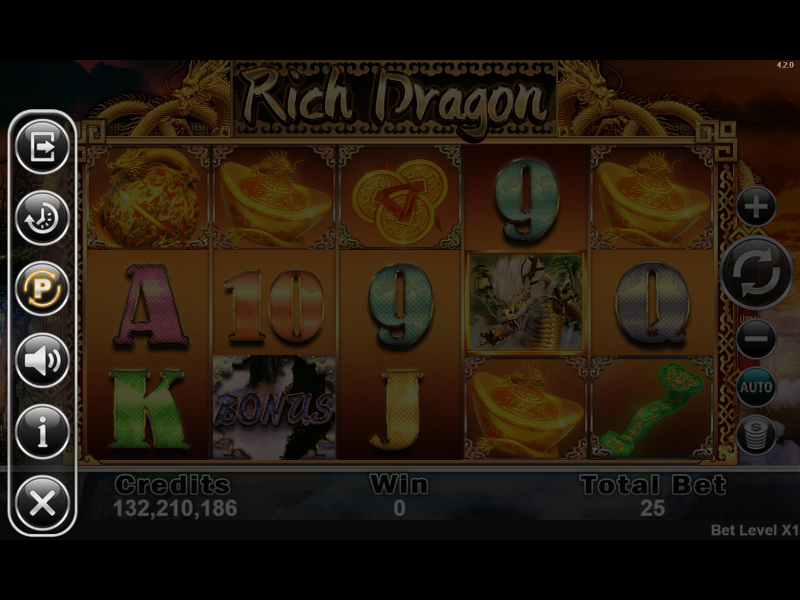 4.2.0
Rich Dragon
9
A
10
9
Q
K
BONUS
J
P
i
AUTO
$
Credits
Win
Total Bet
132,210,186
0
25
Bet Level X1